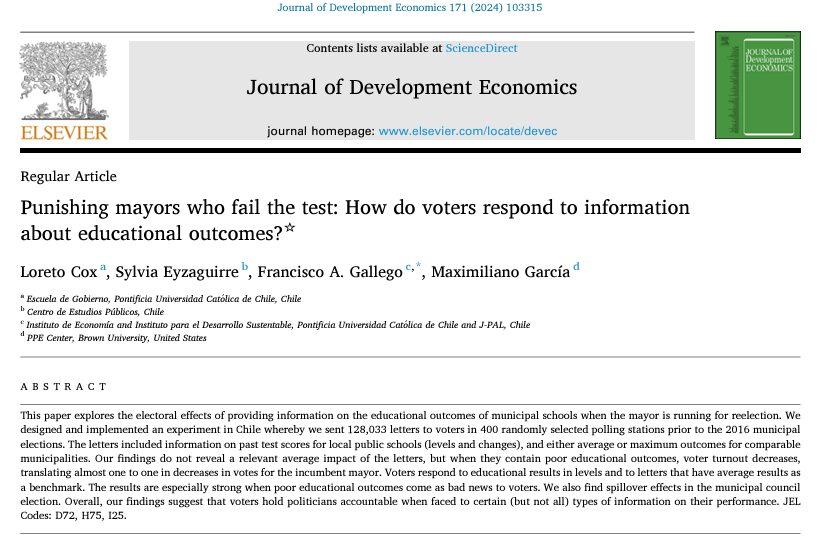 Journal of Development Economics 171 (2024) 103315
Contents lists available at ScienceDirect
Journal of Development Economics
journal homepage: www.elsevier.com/locate/devec
ELSEVIER
JOURNAL OF
Development
ECONOMICS
Regular Article
Punishing mayors who fail the test: How do voters respond to information
about educational outcomes?☆
Loreto Cox a, Sylvia Eyzaguirre b, Francisco A. Gallego c,*, Maximiliano García d
a Escuela de Gobierno, Pontificia Universidad Católica de Chile, Chile
b Centro de Estudios Públicos, Chile
c Instituto de Economía and Instituto para el Desarrollo Sustentable, Pontificia Universidad Católica de Chile and J-PAL, Chile
d PPE Center, Brown University, United States
ABSTRACT
This paper explores the electoral effects of providing information on the educational outcomes of municipal schools when the mayor is running for reelection. We
designed and implemented an experiment in Chile whereby we sent 128,033 letters to voters in 400 randomly selected polling stations prior to the 2016 municipal
elections. The letters included information on past test scores for local public schools (levels and changes), and either average or maximum outcomes for comparable
municipalities. Our findings do not reveal a relevant average impact of the letters, but when they contain poor educational outcomes, voter turnout decreases,
translating almost one to one in decreases in votes for the incumbent mayor. Voters respond to educational results in levels and to letters that have average results as
a benchmark. The results are especially strong when poor educational outcomes come as bad news to voters. We also find spillover effects in the municipal council
election. Overall, our findings suggest that voters hold politicians accountable when faced to certain (but not all) types of information on their performance. JEL
Codes: D72, H75, I25.